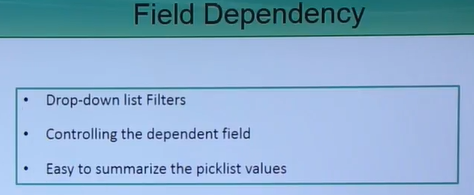 Field Dependency
• Drop-down list Filters
• Controlling the dependent field
• Easy to summarize the picklist values